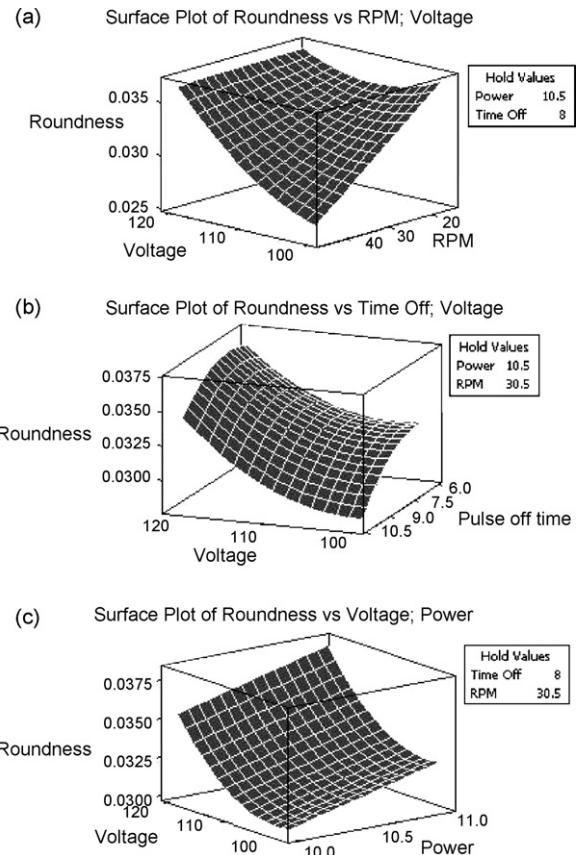 (a) Surface Plot of Roundness vs RPM; Voltage
Hold Values
Power 10.5
Time Off 8
0.035
Roundness
0.030
0.025
120
110
100
Voltage
20
30
40
RPM
(b) Surface Plot of Roundness vs Time Off; Voltage
Hold Values
Power 10.5
RPM 30.5
0.0375
0.0350
Roundness
0.0325
0.0300
120
110
100
Voltage
6.0
7.5
9.0
10.5
Pulse off time
(c) Surface Plot of Roundness vs Voltage; Power
Hold Values
Time Off 8
RPM 30.5
0.0375
0.0350
Roundness
0.0325
0.0300
120
110
100
Voltage
11.0
10.5
10.0
Power